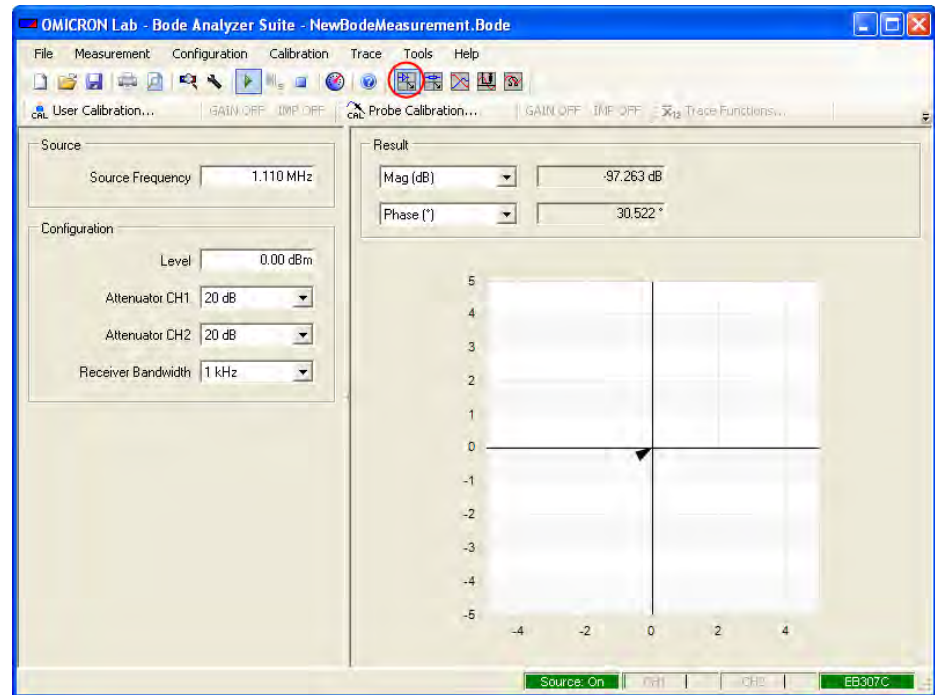 OMICRON Lab - Bode Analyzer Suite - NewBodeMeasurement.Bode
File Measurement Configuration Calibration Trace Tools Help
CAL User Calibration... GAIN OFF IMP OFF CAL Probe Calibration... GAIN OFF IMP OFF X12 Trace Functions...
Source
Source Frequency 1.110 MHz
Configuration
Level 0.00 dBm
Attenuator CH1 20 dB
Attenuator CH2 20 dB
Receiver Bandwidth 1 kHz
Result
Mag (dB) -97.263 dB
Phase (°) 30.522 °
5
4
3
2
1
0
-1
-2
-3
-4
-5
-4 -2 0 2 4
Source: On CH1 CH2 EB307C